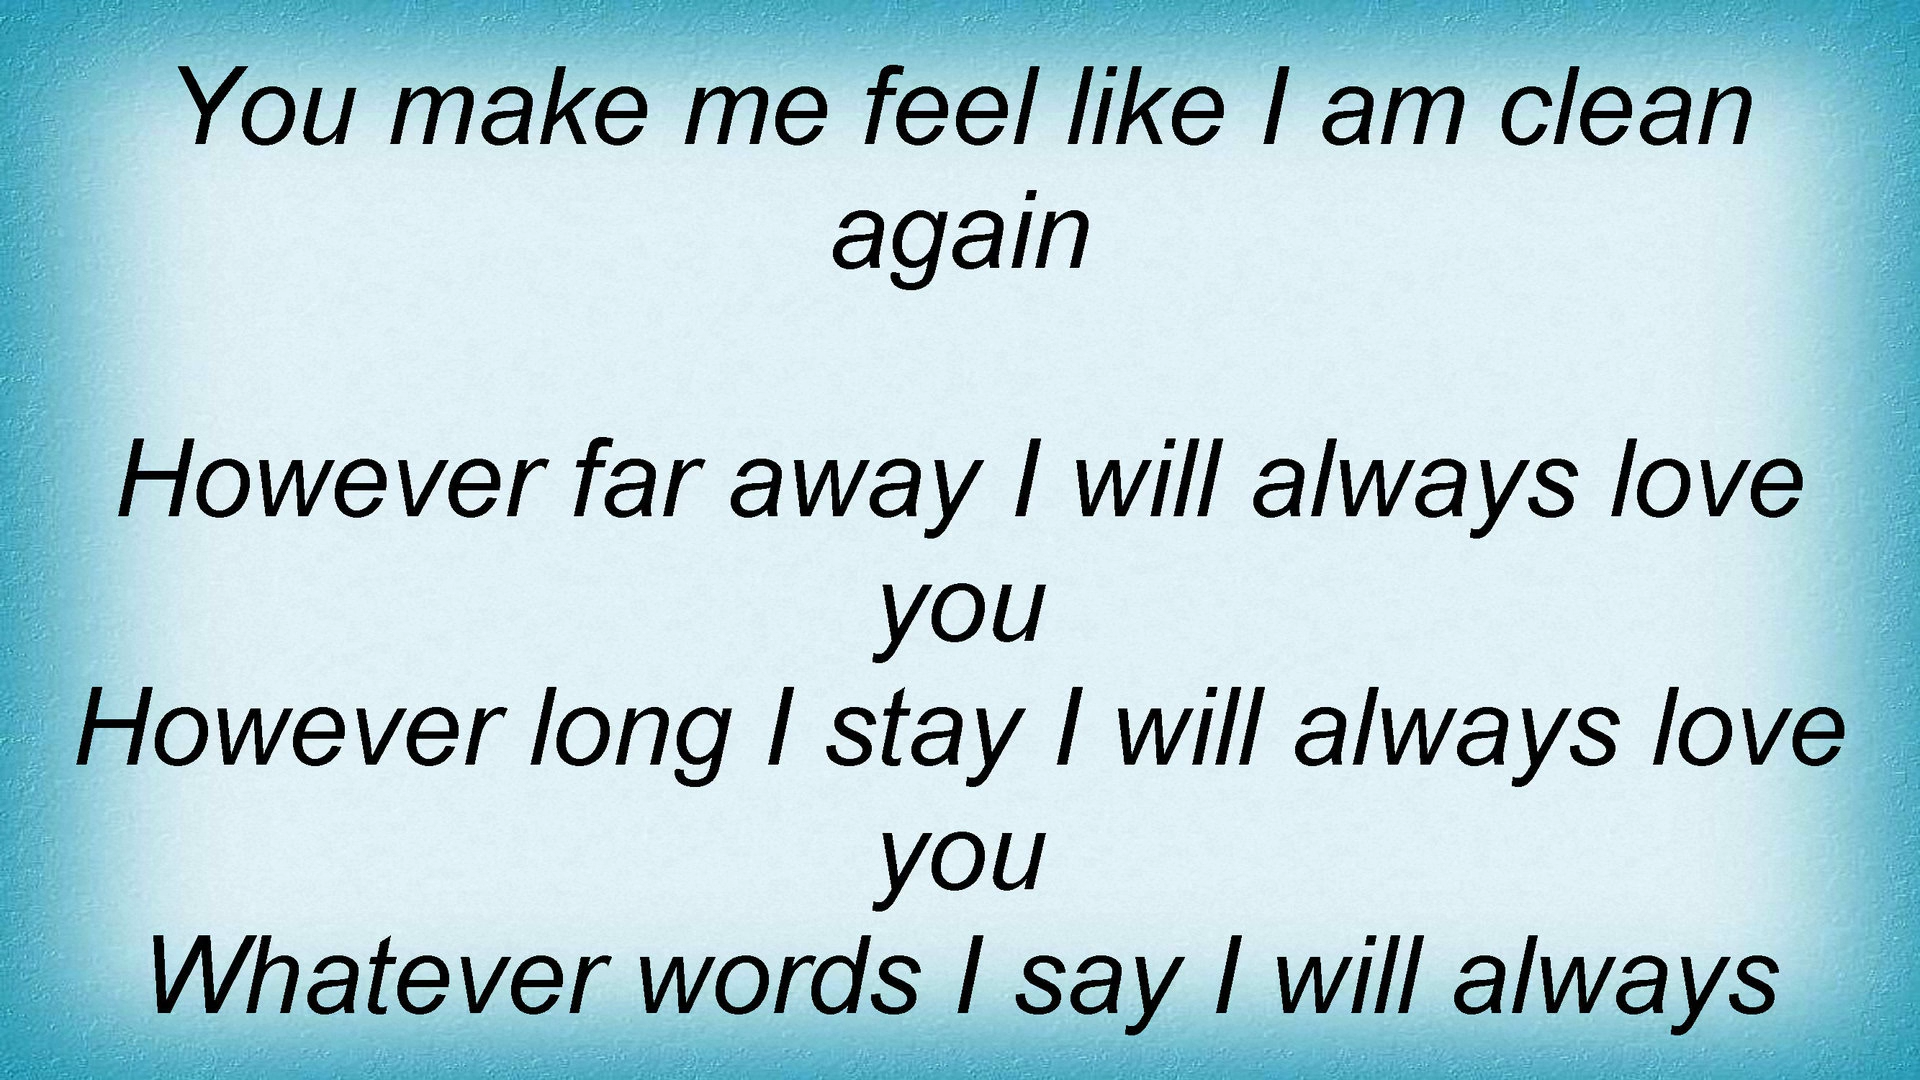 You make me feel like I am clean
again

However far away I will always love
you
However long I stay I will always love
you
Whatever words I say I will always